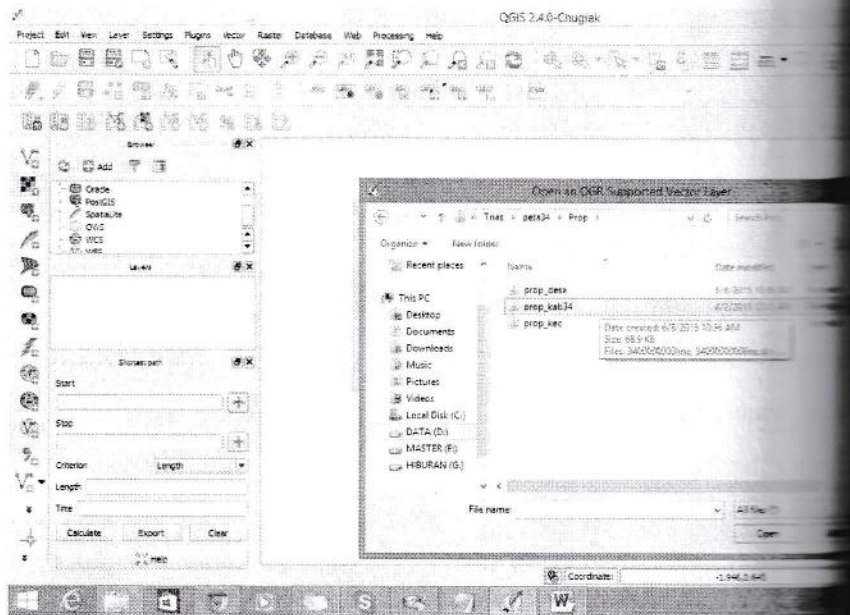 QGIS 2.4.0-Chugiak
Project Edit View Layer Settings Plugins Vector Raster Database Web Processing Help
Browser
Add
Oracle
PostGIS
SpatiaLite
OWS
WCS
Layers
Shortest path
Start
Stop
Criterion Length
Length
Time
Calculate Export Clear
Help
Open an OGR Supported Vector Layer
Trias peta34 Prop
Organize New folder
Recent places
This PC
Desktop
Documents
Downloads
Music
Pictures
Videos
Local Disk (C:)
DATA (D:)
MASTER (F:)
HIBURAN (G:)
Name Date modified
prop_desa
prop_kab34
prop_kec
Date created: 6/8/2015 10:36 AM
Size: 68.9 KB
File name: All files
Open
Coordinate: